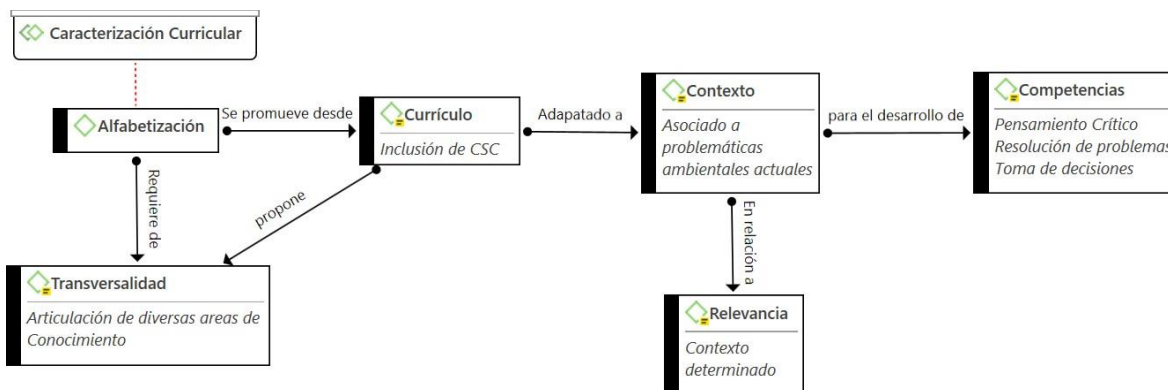 Caracterización Curricular
Alfabetización
Se promueve desde
Currículo
Inclusión de CSC
Adapatado a
Contexto
Asociado a
problemáticas
ambientales actuales
para el desarrollo de
Competencias
Pensamiento Crítico
Resolución de problemas
Toma de decisiones
Requiere de
propone
En relación a
Transversalidad
Articulación de diversas areas de
Conocimiento
Relevancia
Contexto
determinado